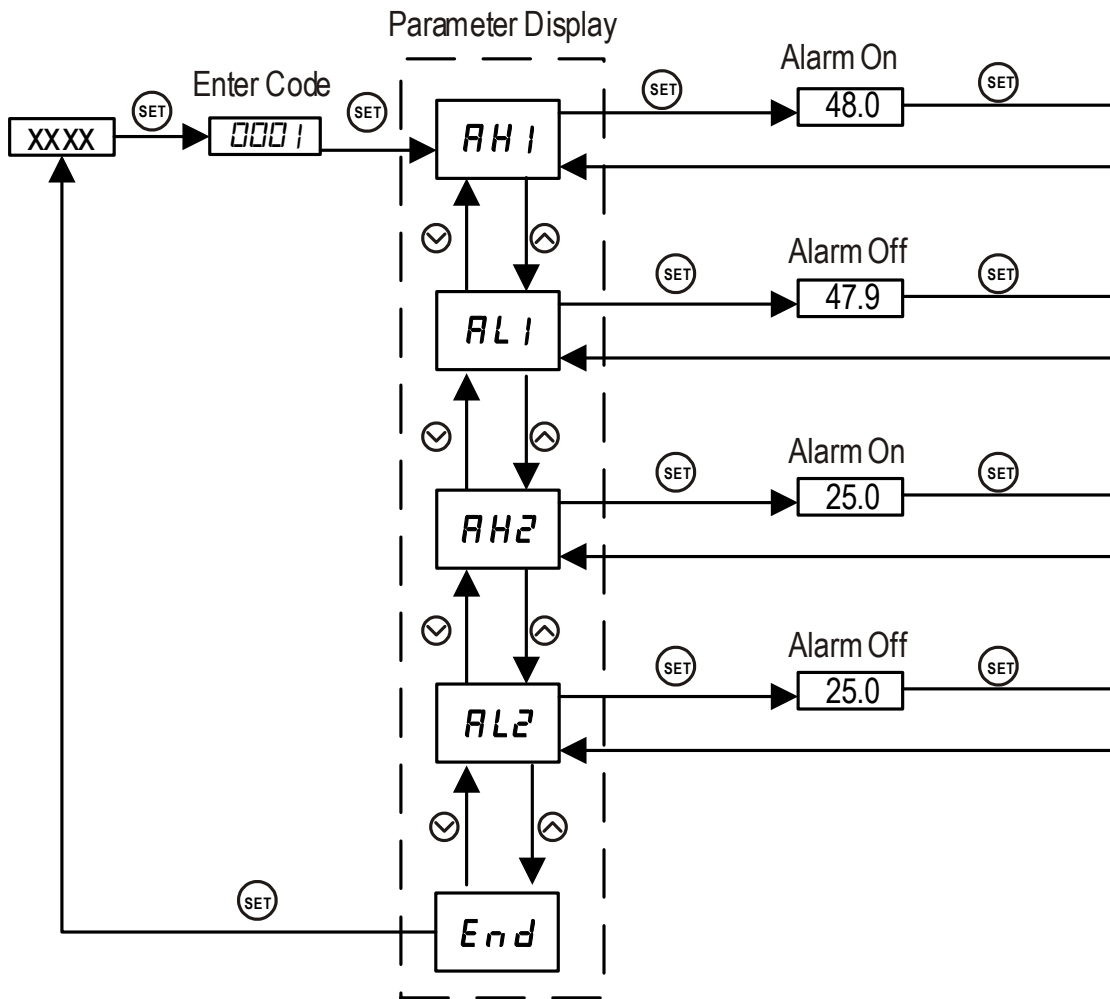 Parameter Display
Alarm On
Enter Code
SET
SET
SET
48.0
SET
XXXX
0001
AH1
Alarm Off
SET
SET
47.9
AL1
Alarm On
SET
SET
25.0
AH2
Alarm Off
SET
SET
25.0
AL2
SET
End